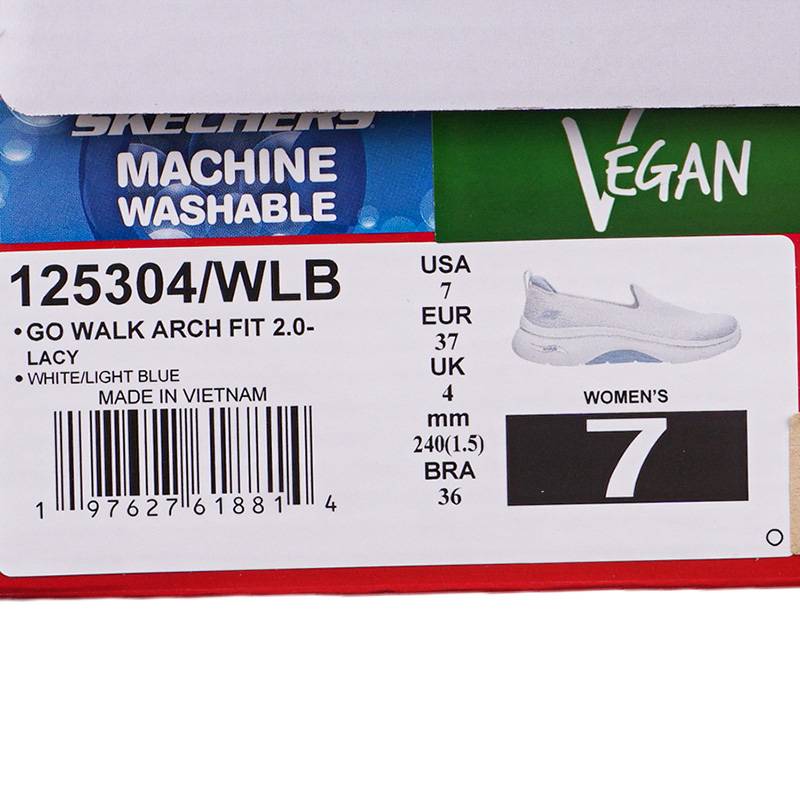 SKECHERS
MACHINE
WASHABLE
VEGAN
125304/WLB
•GO WALK ARCH FIT 2.0-
LACY
•WHITE/LIGHT BLUE
MADE IN VIETNAM
1 97627 61881 4
USA
7
EUR
37
UK
4
mm
240(1.5)
BRA
36
WOMEN'S
7